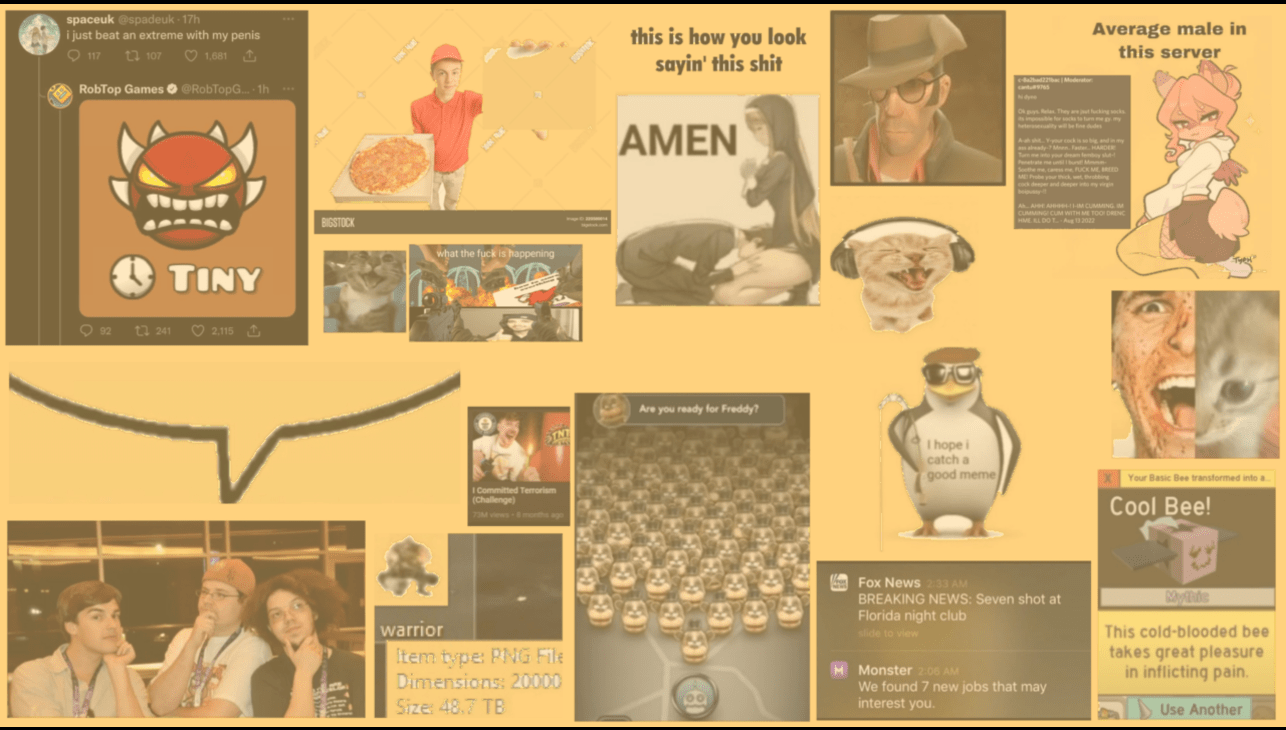 spaceuk @spadeuk · 17h
i just beat an extreme with my penis
117 107 1,681
RobTop Games @RobTopG... · 1h
TINY
92 241 2,115
BIGSTOCK
what the fuck is happening
this is how you look
sayin' this shit
AMEN
Average male in
this server
Are you ready for Freddy?
I Committed Terrorism
(Challenge)
73M views · 8 months ago
I hope i
catch a
good meme
warrior
Item type: PNG File
Dimensions: 20000
Size: 48.7 TB
Fox News 2:33 AM
BREAKING NEWS: Seven shot at
Florida night club
slide to view
Monster 2:06 AM
We found 7 new jobs that may
interest you.
X Your Basic Bee transformed into a...
Cool Bee!
Mythic
This cold-blooded bee
takes great pleasure
in inflicting pain.
Use Another